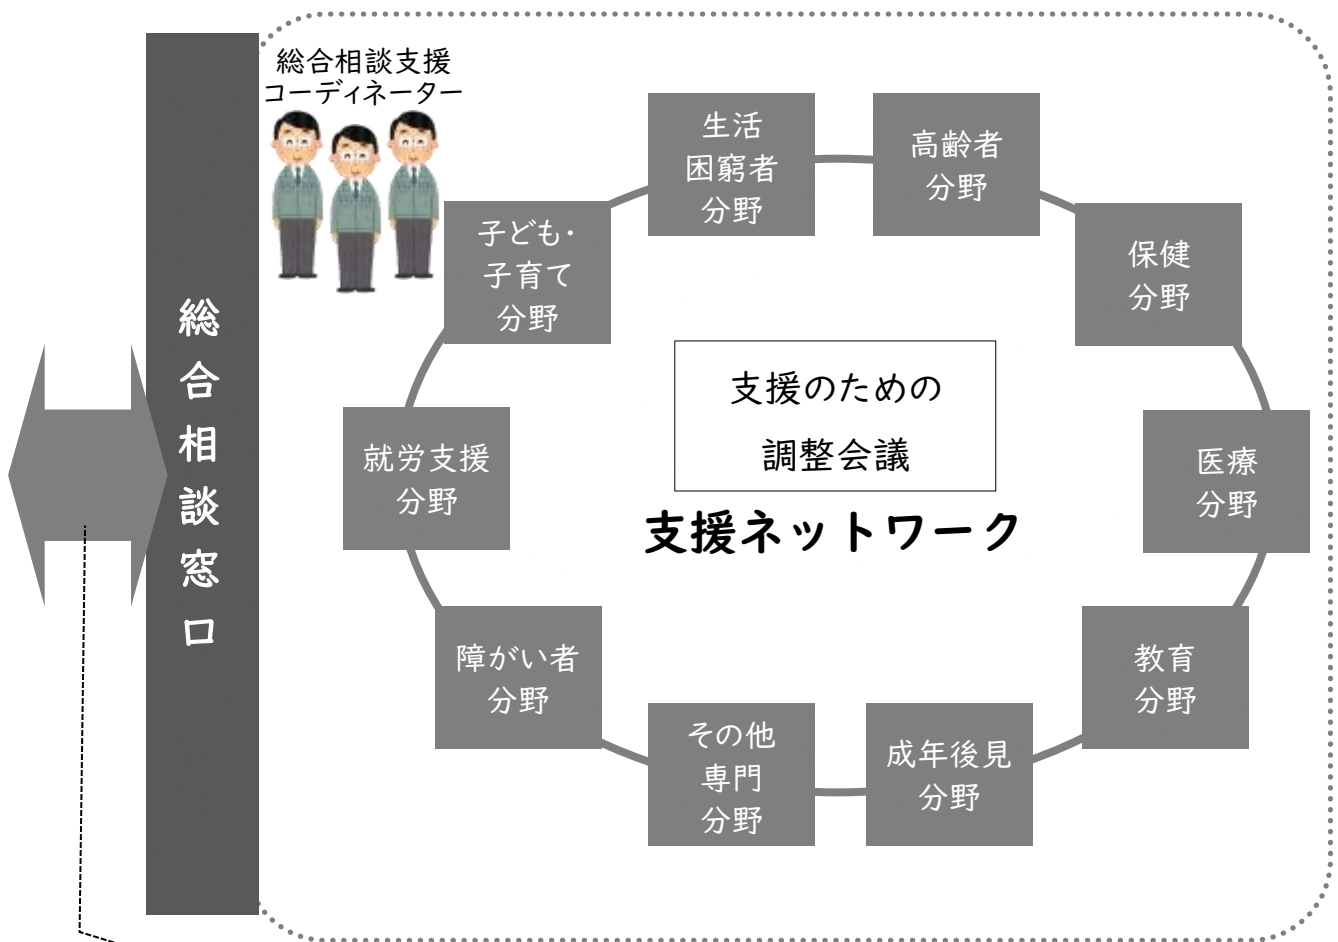 総合相談窓口
総合相談支援
コーディネーター
生活
困窮者
分野
高齢者
分野
保健
分野
医療
分野
教育
分野
成年後見
分野
その他
専門
分野
障がい者
分野
就労支援
分野
子ども・
子育て
分野
支援のための
調整会議
支援ネットワーク